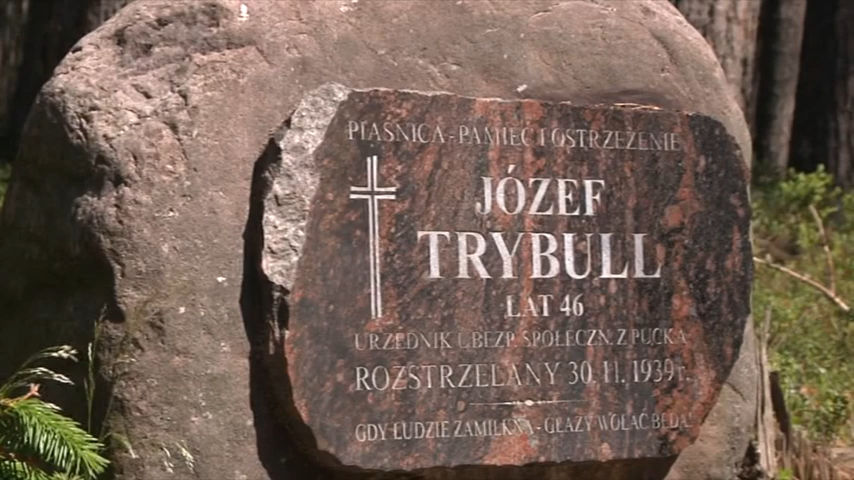 PIAŚNICA - PAMIĘĆ I OSTRZEŻENIE
JÓZEF
TRYBULL
LAT 46
URZĘDNIK UBEZP. SPOŁECZN. Z PUCKA
ROZSTRZELANY 30.11.1939r.
GDY LUDZIE ZAMILKNĄ - GŁAZY WOŁAĆ BĘDĄ!